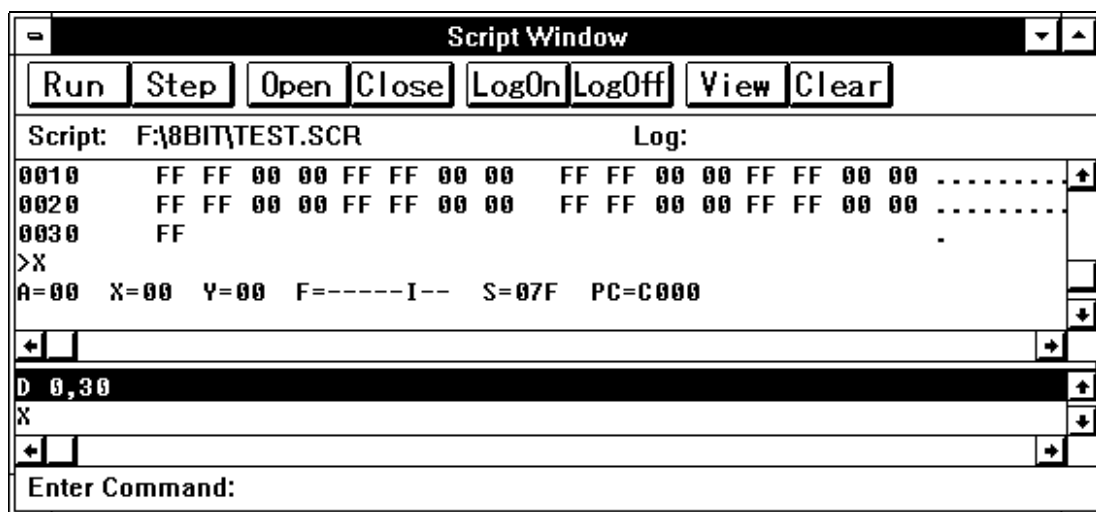 Script Window
Run Step Open Close LogOn LogOff View Clear
Script: F:\8BIT\TEST.SCR Log:
0010 FF FF 00 00 FF FF 00 00 FF FF 00 00 FF FF 00 00 .........
0020 FF FF 00 00 FF FF 00 00 FF FF 00 00 FF FF 00 00 .........
0030 FF .
>X
A=00 X=00 Y=00 F=-----I-- S=07F PC=C000
D 0,30
X
Enter Command: